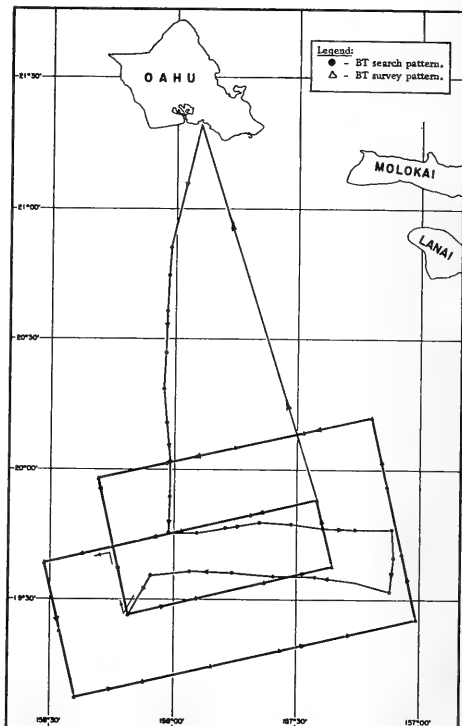 Legend:
● - BT search pattern.
△ - BT survey pattern.
OAHU
21°30'
MOLOKAI
21°00'
LANAI
20°30'
20°00'
19°30'
158°30'
158°00'
157°30'
157°00'